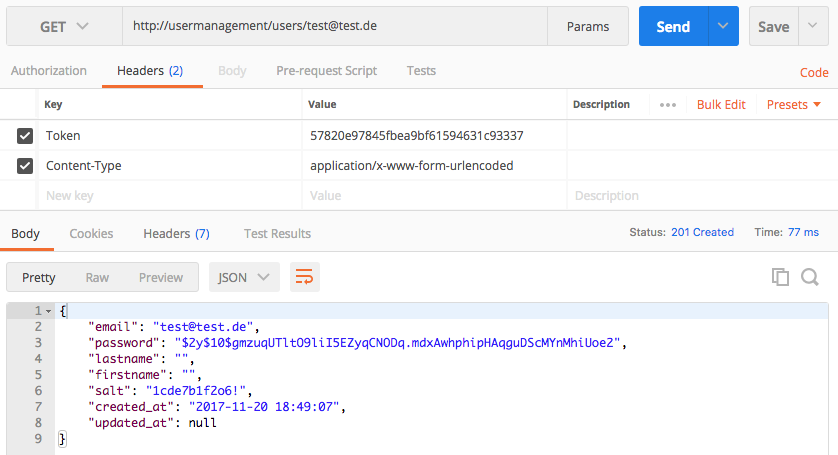 GET http://usermanagement/users/test@test.de Params Send Save
Authorization Headers (2) Body Pre-request Script Tests Code
Key Value Description ••• Bulk Edit Presets
Token 57820e97845fbea9bf61594631c93337
Content-Type application/x-www-form-urlencoded
New key Value Description
Body Cookies Headers (7) Test Results Status: 201 Created Time: 77 ms
Pretty Raw Preview JSON
1 {
2 "email": "test@test.de",
3 "password": "$2y$10$gmzuqUTltO9liI5EZyqCNODq.mdxAwhphipHAqguDScMYnMhiUoe2",
4 "lastname": "",
5 "firstname": "",
6 "salt": "1cde7b1f2o6!",
7 "created_at": "2017-11-20 18:49:07",
8 "updated_at": null
9 }